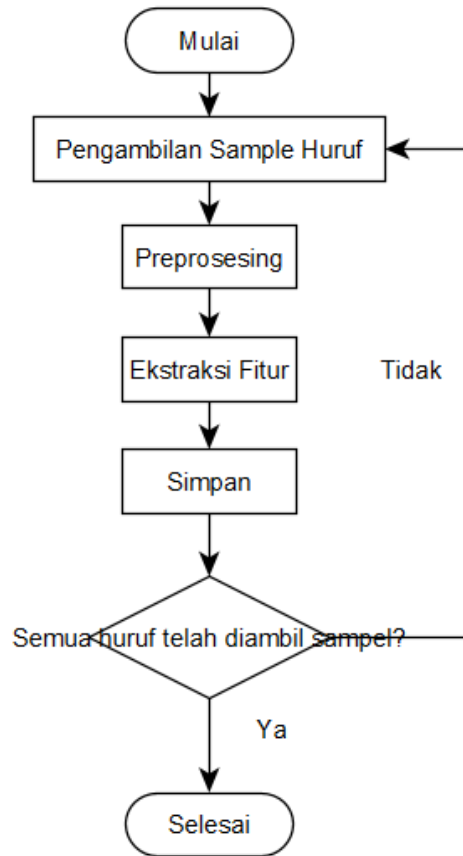 Mulai
Pengambilan Sample Huruf
Preprosesing
Ekstraksi Fitur
Tidak
Simpan
Semua huruf telah diambil sampel?
Ya
Selesai